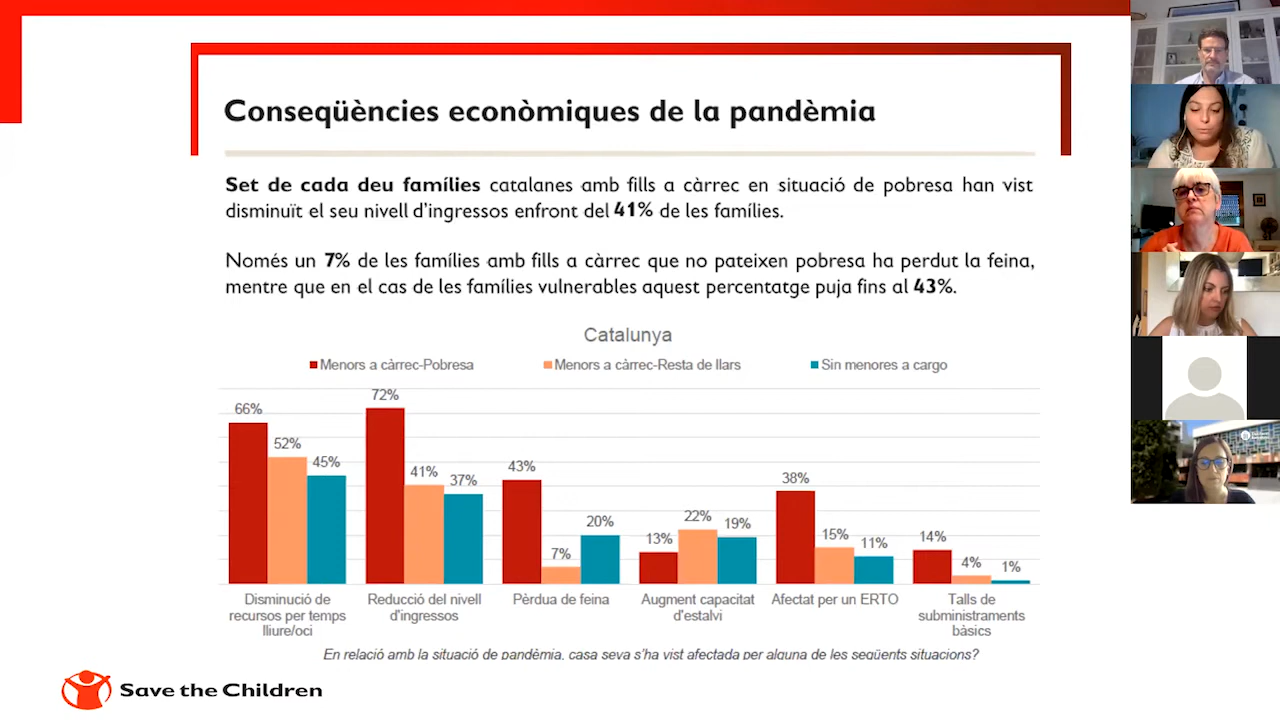 Conseqüències econòmiques de la pandèmia
Set de cada deu famílies catalanes amb fills a càrrec en situació de pobresa han vist
disminuït el seu nivell d'ingressos enfront del 41% de les famílies.
Només un 7% de les famílies amb fills a càrrec que no pateixen pobresa ha perdut la feina,
mentre que en el cas de les famílies vulnerables aquest percentatge puja fins al 43%.
Catalunya
Menors a càrrec-Pobresa
Menors a càrrec-Resta de llars
Sin menores a cargo
66%
52%
45%
72%
41%
37%
43%
7%
20%
13%
22%
19%
38%
15%
11%
14%
4%
1%
Disminució de
recursos per temps
lliure/oci
Reducció del nivell
d'ingressos
Pèrdua de feina
Augment capacitat
d'estalvi
Afectat per un ERTO
Talls de
subministraments
bàsics
En relació amb la situació de pandèmia, casa seva s'ha vist afectada per alguna de les següents situacions?
Save the Children